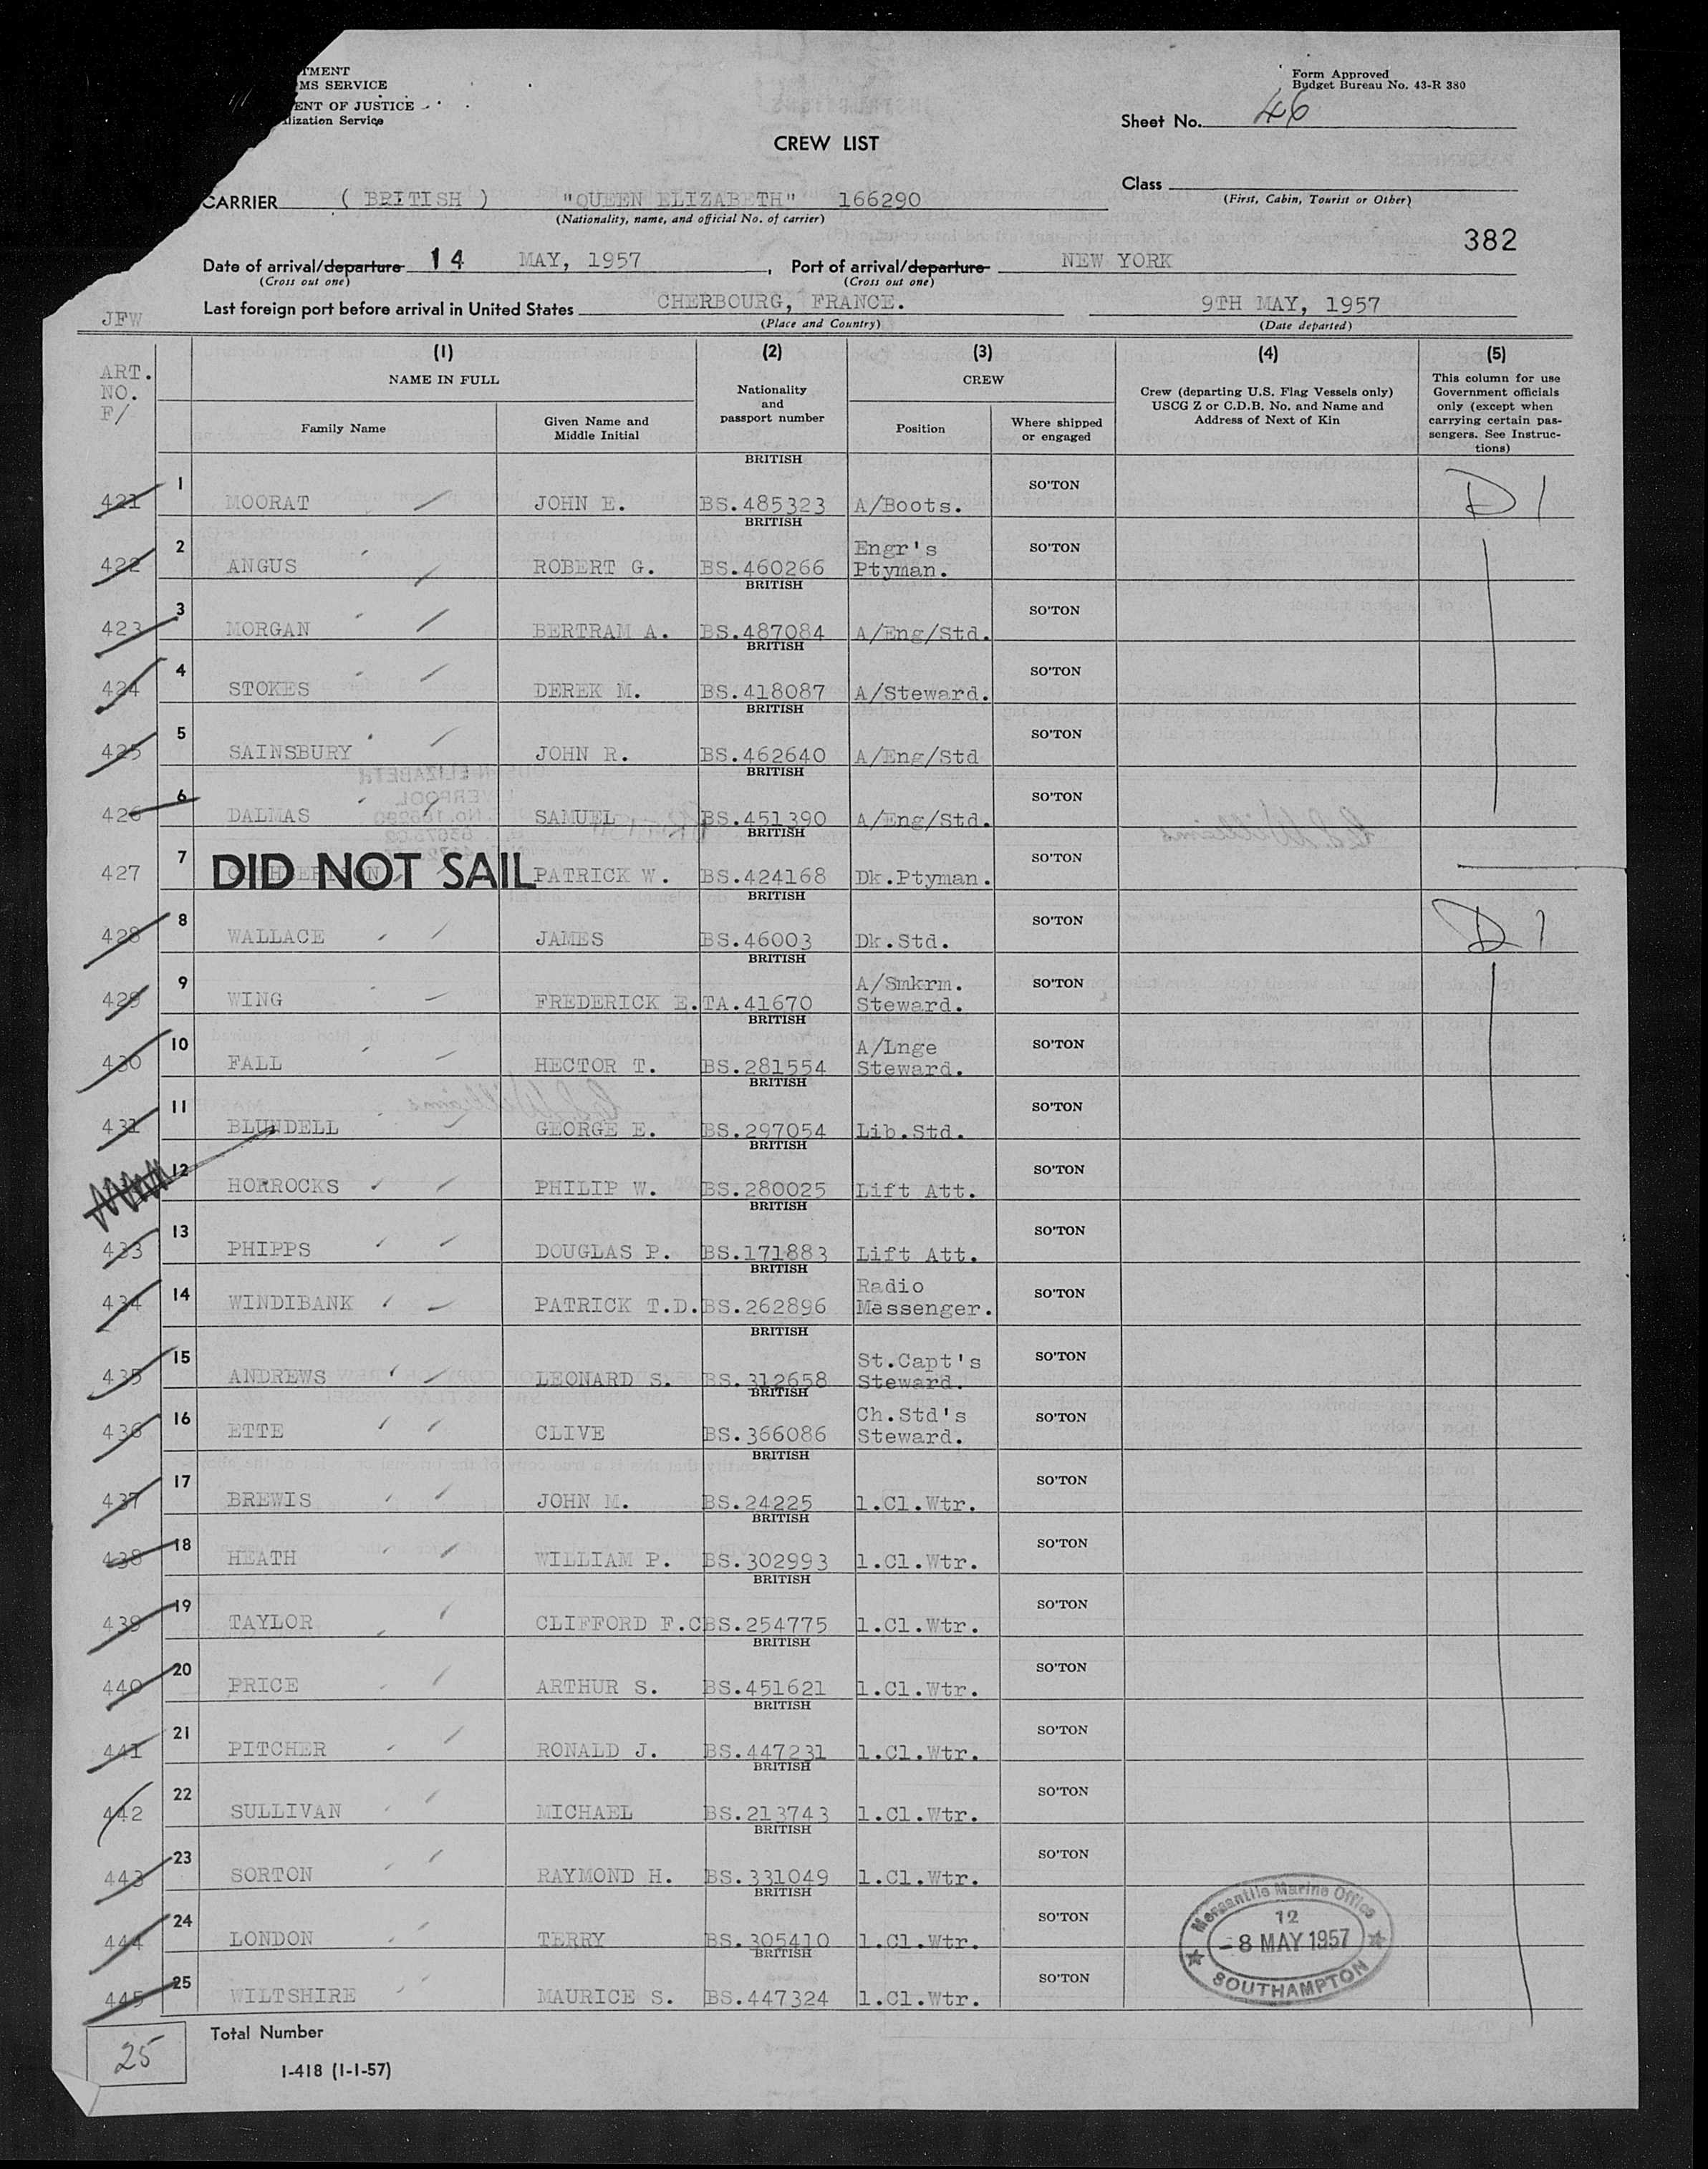 TMENT
MS SERVICE
ENT OF JUSTICE
lization Service
Form Approved
Budget Bureau No. 43-R 380
Sheet No. 46
CREW LIST
Class
(First, Cabin, Tourist or Other)
CARRIER ( BRITISH ) "QUEEN ELIZABETH" 166290
(Nationality, name, and official No. of carrier)
382
Date of arrival/departure 14 MAY, 1957, Port of arrival/departure NEW YORK
(Cross out one) (Cross out one)
Last foreign port before arrival in United States CHERBOURG, FRANCE. 9TH MAY, 1957
(Place and Country) (Date departed)
JFW
ART.
NO.
F/
(1) (2) (3) (4) (5)
NAME IN FULL
Family Name
Given Name and
Middle Initial
Nationality
and
passport number
CREW
Position
Where shipped
or engaged
Crew (departing U.S. Flag Vessels only)
USCG Z or C.D.B. No. and Name and
Address of Next of Kin
This column for use
Government officials
only (except when
carrying certain pas-
sengers. See Instruc-
tions)
BRITISH
421 1 MOORAT JOHN E. BS.485323 A/Boots. SO'TON D 1
BRITISH
422 2 ANGUS ROBERT G. BS.460266 Engr's Ptyman. SO'TON
BRITISH
423 3 MORGAN BERTRAM A. BS.487084 A/Eng/Std. SO'TON
BRITISH
424 4 STOKES DEREK M. BS.418087 A/Steward. SO'TON
BRITISH
425 5 SAINSBURY JOHN R. BS.462640 A/Eng/Std SO'TON
BRITISH
426 6 DALMAS SAMUEL BS.451390 A/Eng/Std. SO'TON
BRITISH
427 7 DID NOT SAIL PATRICK W. BS.424168 Dk.Ptyman. SO'TON
BRITISH
428 8 WALLACE JAMES BS.46003 Dk.Std. SO'TON D 1
BRITISH
429 9 WING FREDERICK E. TA.41670 A/Smkrm. Steward. SO'TON
BRITISH
430 10 FALL HECTOR T. BS.281554 A/Lnge Steward. SO'TON
BRITISH
431 11 BLUNDELL GEORGE E. BS.297054 Lib.Std. SO'TON
BRITISH
12 HORROCKS PHILIP W. BS.280025 Lift Att. SO'TON
BRITISH
433 13 PHIPPS DOUGLAS P. BS.171883 Lift Att. SO'TON
BRITISH
434 14 WINDIBANK PATRICK T.D. BS.262896 Radio Massenger. SO'TON
BRITISH
435 15 ANDREWS LEONARD S. BS.312658 St.Capt's Steward. SO'TON
BRITISH
436 16 ETTE CLIVE BS.366086 Ch.Std's Steward. SO'TON
BRITISH
437 17 BREWIS JOHN M. BS.24225 1.Cl.Wtr. SO'TON
BRITISH
438 18 HEATH WILLIAM P. BS.302993 1.Cl.Wtr. SO'TON
BRITISH
439 19 TAYLOR CLIFFORD F.C BS.254775 1.Cl.Wtr. SO'TON
BRITISH
440 20 PRICE ARTHUR S. BS.451621 1.Cl.Wtr. SO'TON
BRITISH
441 21 PITCHER RONALD J. BS.447231 1.Cl.Wtr. SO'TON
BRITISH
442 22 SULLIVAN MICHAEL BS.213743 1.Cl.Wtr. SO'TON
BRITISH
443 23 SORTON RAYMOND H. BS.331049 1.Cl.Wtr. SO'TON
BRITISH
444 24 LONDON TERRY BS.305410 1.Cl.Wtr. SO'TON
BRITISH
445 25 WILTSHIRE MAURICE S. BS.447324 1.Cl.Wtr. SO'TON
Mercantile Marine Office
12
-8 MAY 1957
SOUTHAMPTON
25
Total Number
I-418 (1-1-57)